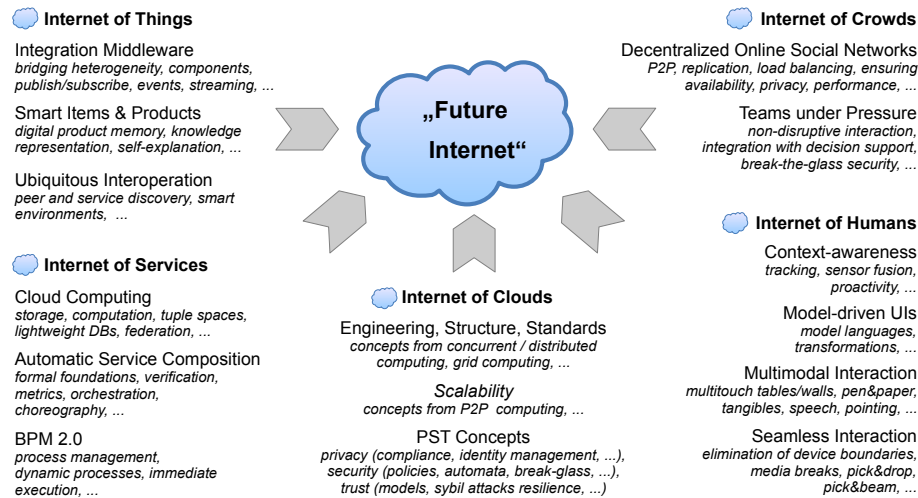 Internet of Things
Integration Middleware
bridging heterogeneity, components,
publish/subscribe, events, streaming, ...
Smart Items & Products
digital product memory, knowledge
representation, self-explanation, ...
Ubiquitous Interoperation
peer and service discovery, smart
environments,  ...
Internet of Services
Cloud Computing
storage, computation, tuple spaces,
lightweight DBs, federation, ...
Automatic Service Composition
formal foundations, verification,
metrics, orchestration,
choreography, ...
BPM 2.0
process management,
dynamic processes, immediate
execution, ...
„Future
Internet“
Internet of Clouds
Engineering, Structure, Standards
concepts from concurrent / distributed
computing, grid computing, ...
Scalability
concepts from P2P  computing, ...
PST Concepts
privacy (compliance, identity management, ...),
security (policies, automata, break-glass, ...),
trust (models, sybil attacks resilience, ...)
Internet of Crowds
Decentralized Online Social Networks
P2P, replication, load balancing, ensuring
availability, privacy, performance, ...
Teams under Pressure
non-disruptive interaction,
integration with decision support,
break-the-glass security, ...
Internet of Humans
Context-awareness
tracking, sensor fusion,
proactivity, ...
Model-driven UIs
model languages,
transformations, ...
Multimodal Interaction
multitouch tables/walls, pen&paper,
tangibles, speech, pointing, ...
Seamless Interaction
elimination of device boundaries,
media breaks, pick&drop,
pick&beam, ...